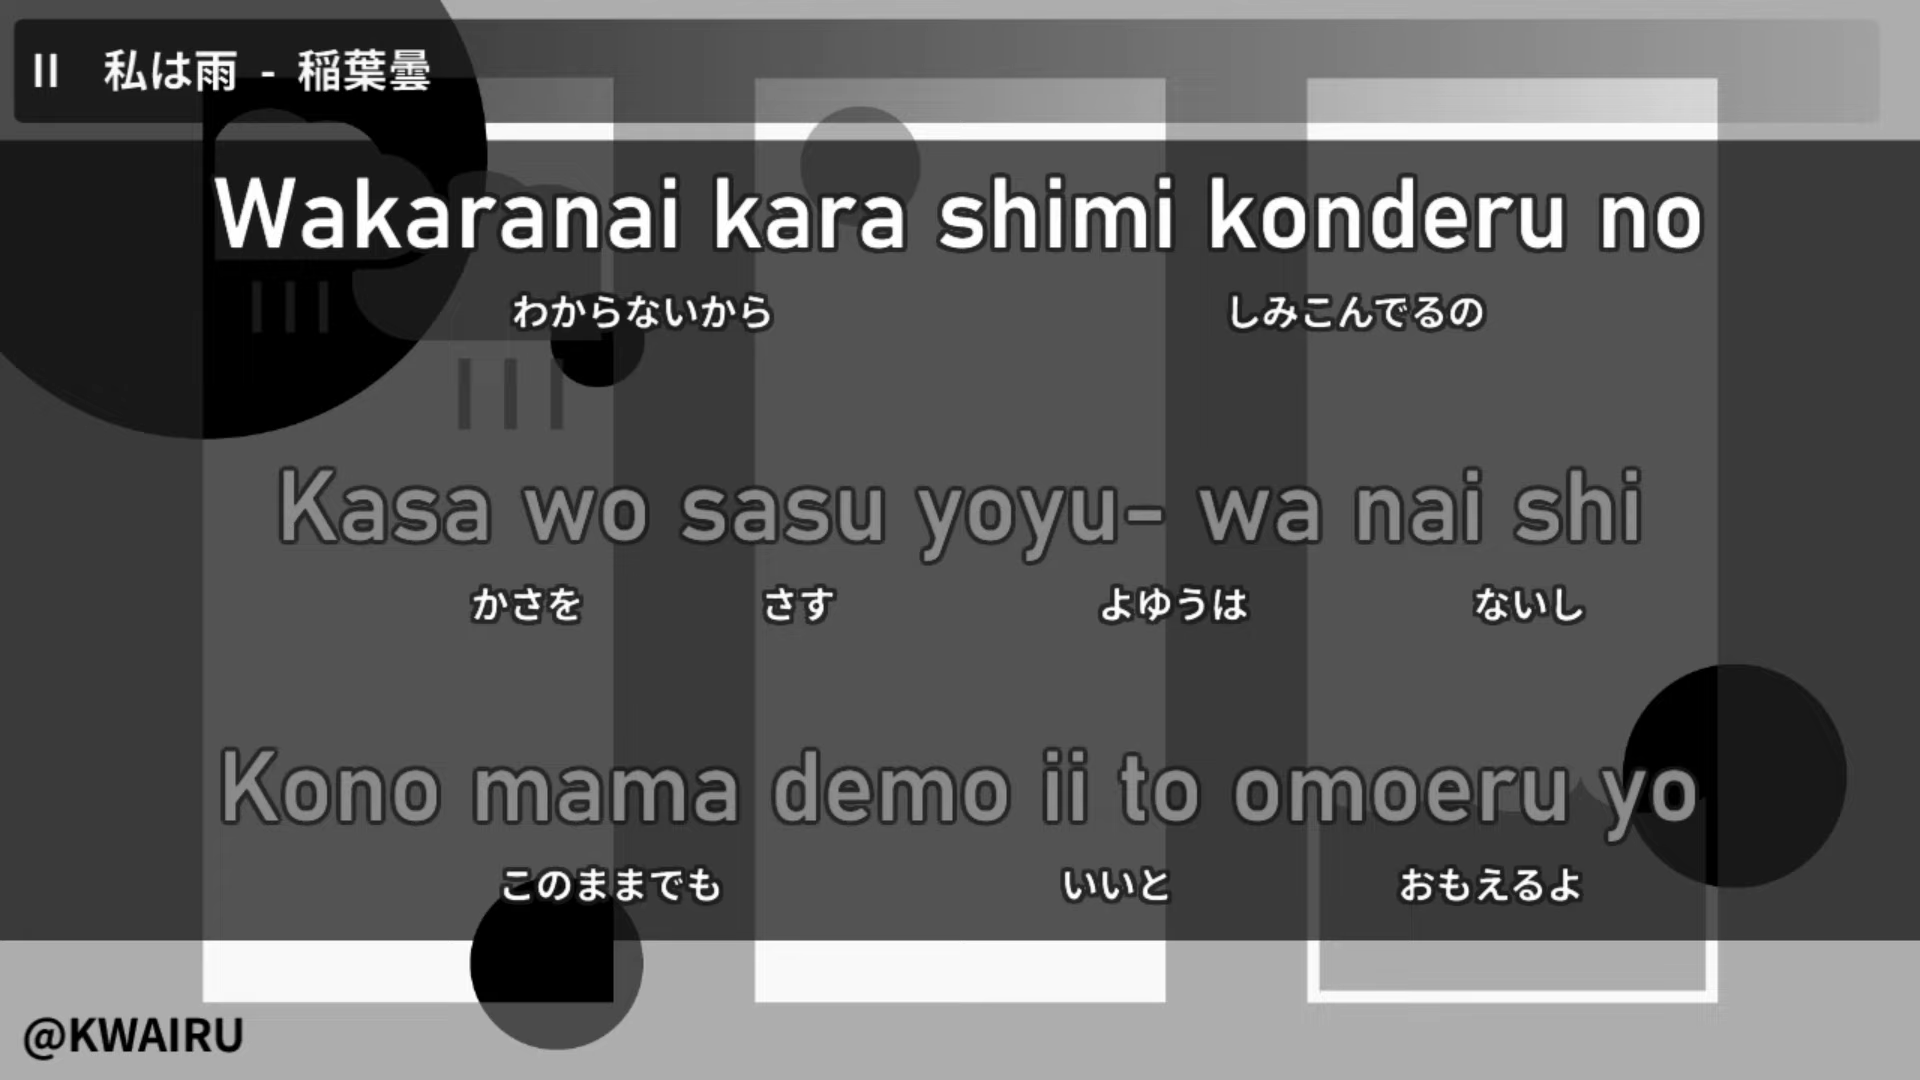 II 私は雨 - 稲葉曇
Wakaranai kara shimi konderu no
わからないから しみこんでるの
Kasa wo sasu yoyu- wa nai shi
かさを さす よゆうは ないし
Kono mama demo ii to omoeru yo
このままでも いいと おもえるよ
@KWAIRU